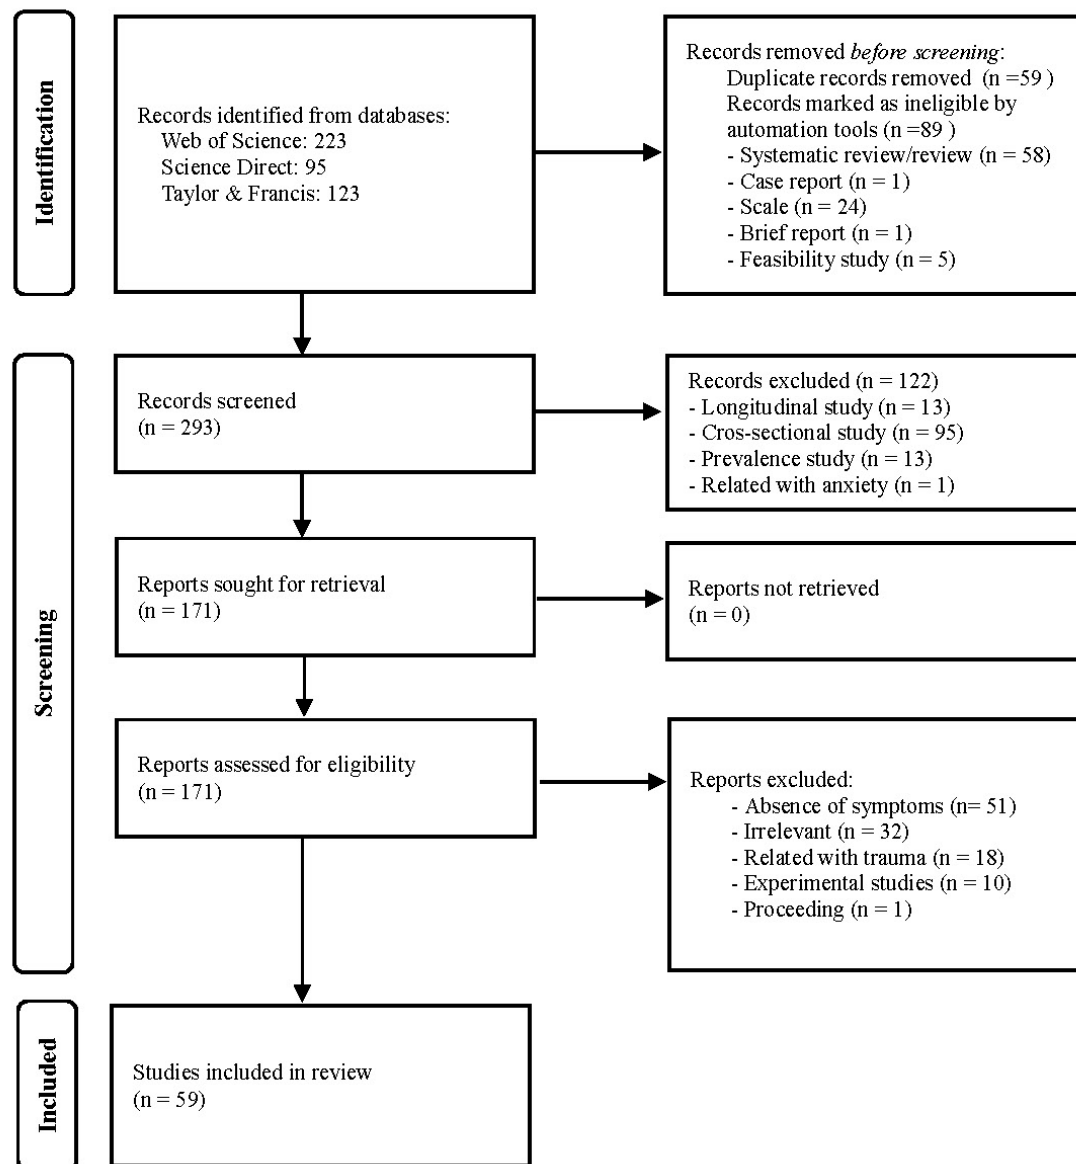 Identification
Records identified from databases:
Web of Science: 223
Science Direct: 95
Taylor & Francis: 123
Records removed before screening:
Duplicate records removed (n =59 )
Records marked as ineligible by
automation tools (n =89 )
- Systematic review/review (n = 58)
- Case report (n = 1)
- Scale (n = 24)
- Brief report (n = 1)
- Feasibility study (n = 5)
Screening
Records screened
(n = 293)
Records excluded (n = 122)
- Longitudinal study (n = 13)
- Cros-sectional study (n = 95)
- Prevalence study (n = 13)
- Related with anxiety (n = 1)
Reports sought for retrieval
(n = 171)
Reports not retrieved
(n = 0)
Reports assessed for eligibility
(n = 171)
Reports excluded:
- Absence of symptoms (n= 51)
- Irrelevant (n = 32)
- Related with trauma (n = 18)
- Experimental studies (n = 10)
- Proceeding (n = 1)
Included
Studies included in review
(n = 59)